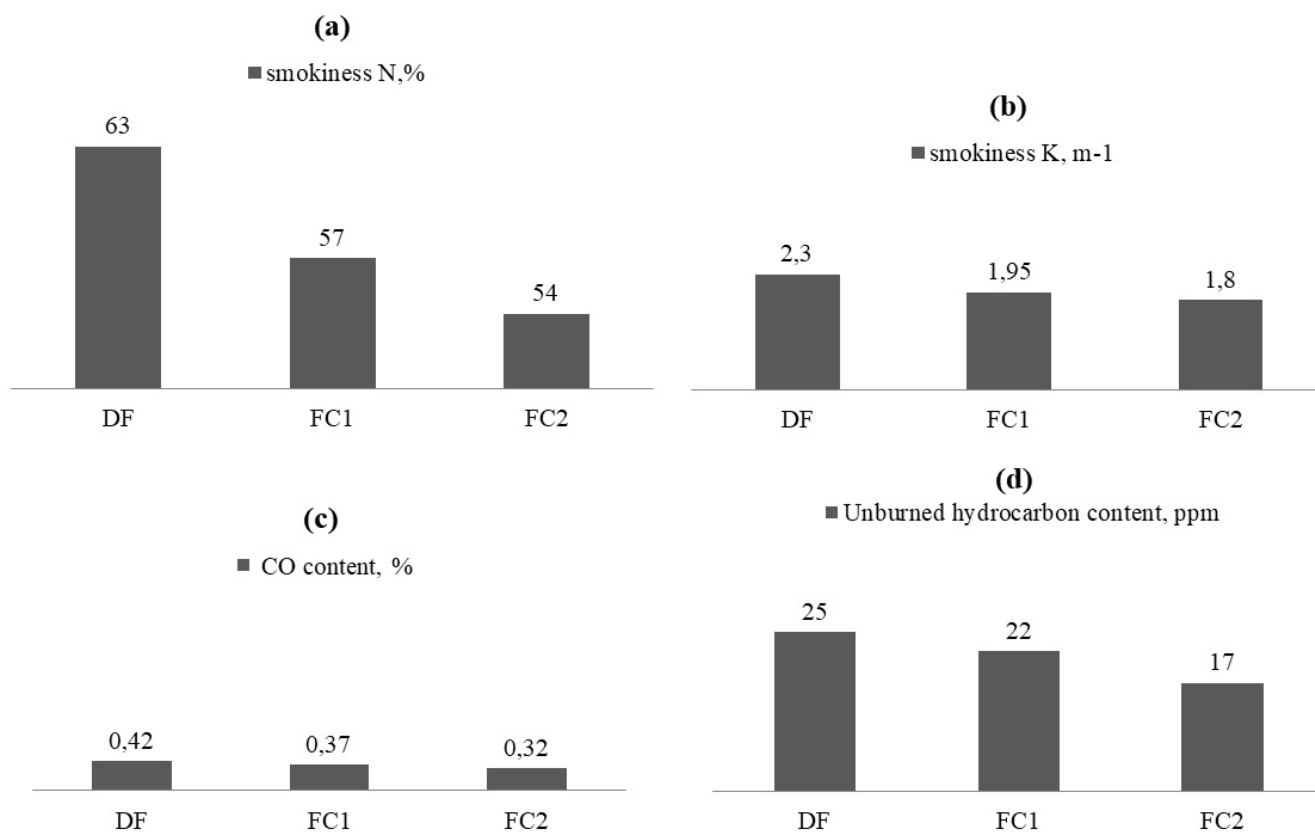 (a)
smokiness N,%
63
57
54
DF
FC1
FC2
(b)
smokiness K, m-1
2,3
1,95
1,8
DF
FC1
FC2
(c)
CO content, %
0,42
0,37
0,32
DF
FC1
FC2
(d)
Unburned hydrocarbon content, ppm
25
22
17
DF
FC1
FC2